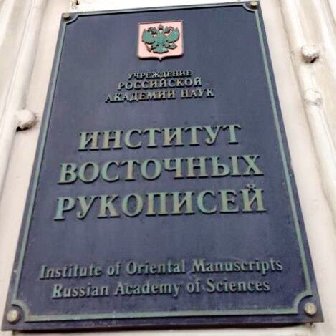 УЧРЕЖДЕНИЕ
РОССИЙСКОЙ
АКАДЕМИИ НАУК
ИНСТИТУТ
ВОСТОЧНЫХ
РУКОПИСЕЙ
Institute of Oriental Manuscripts
Russian Academy of Sciences